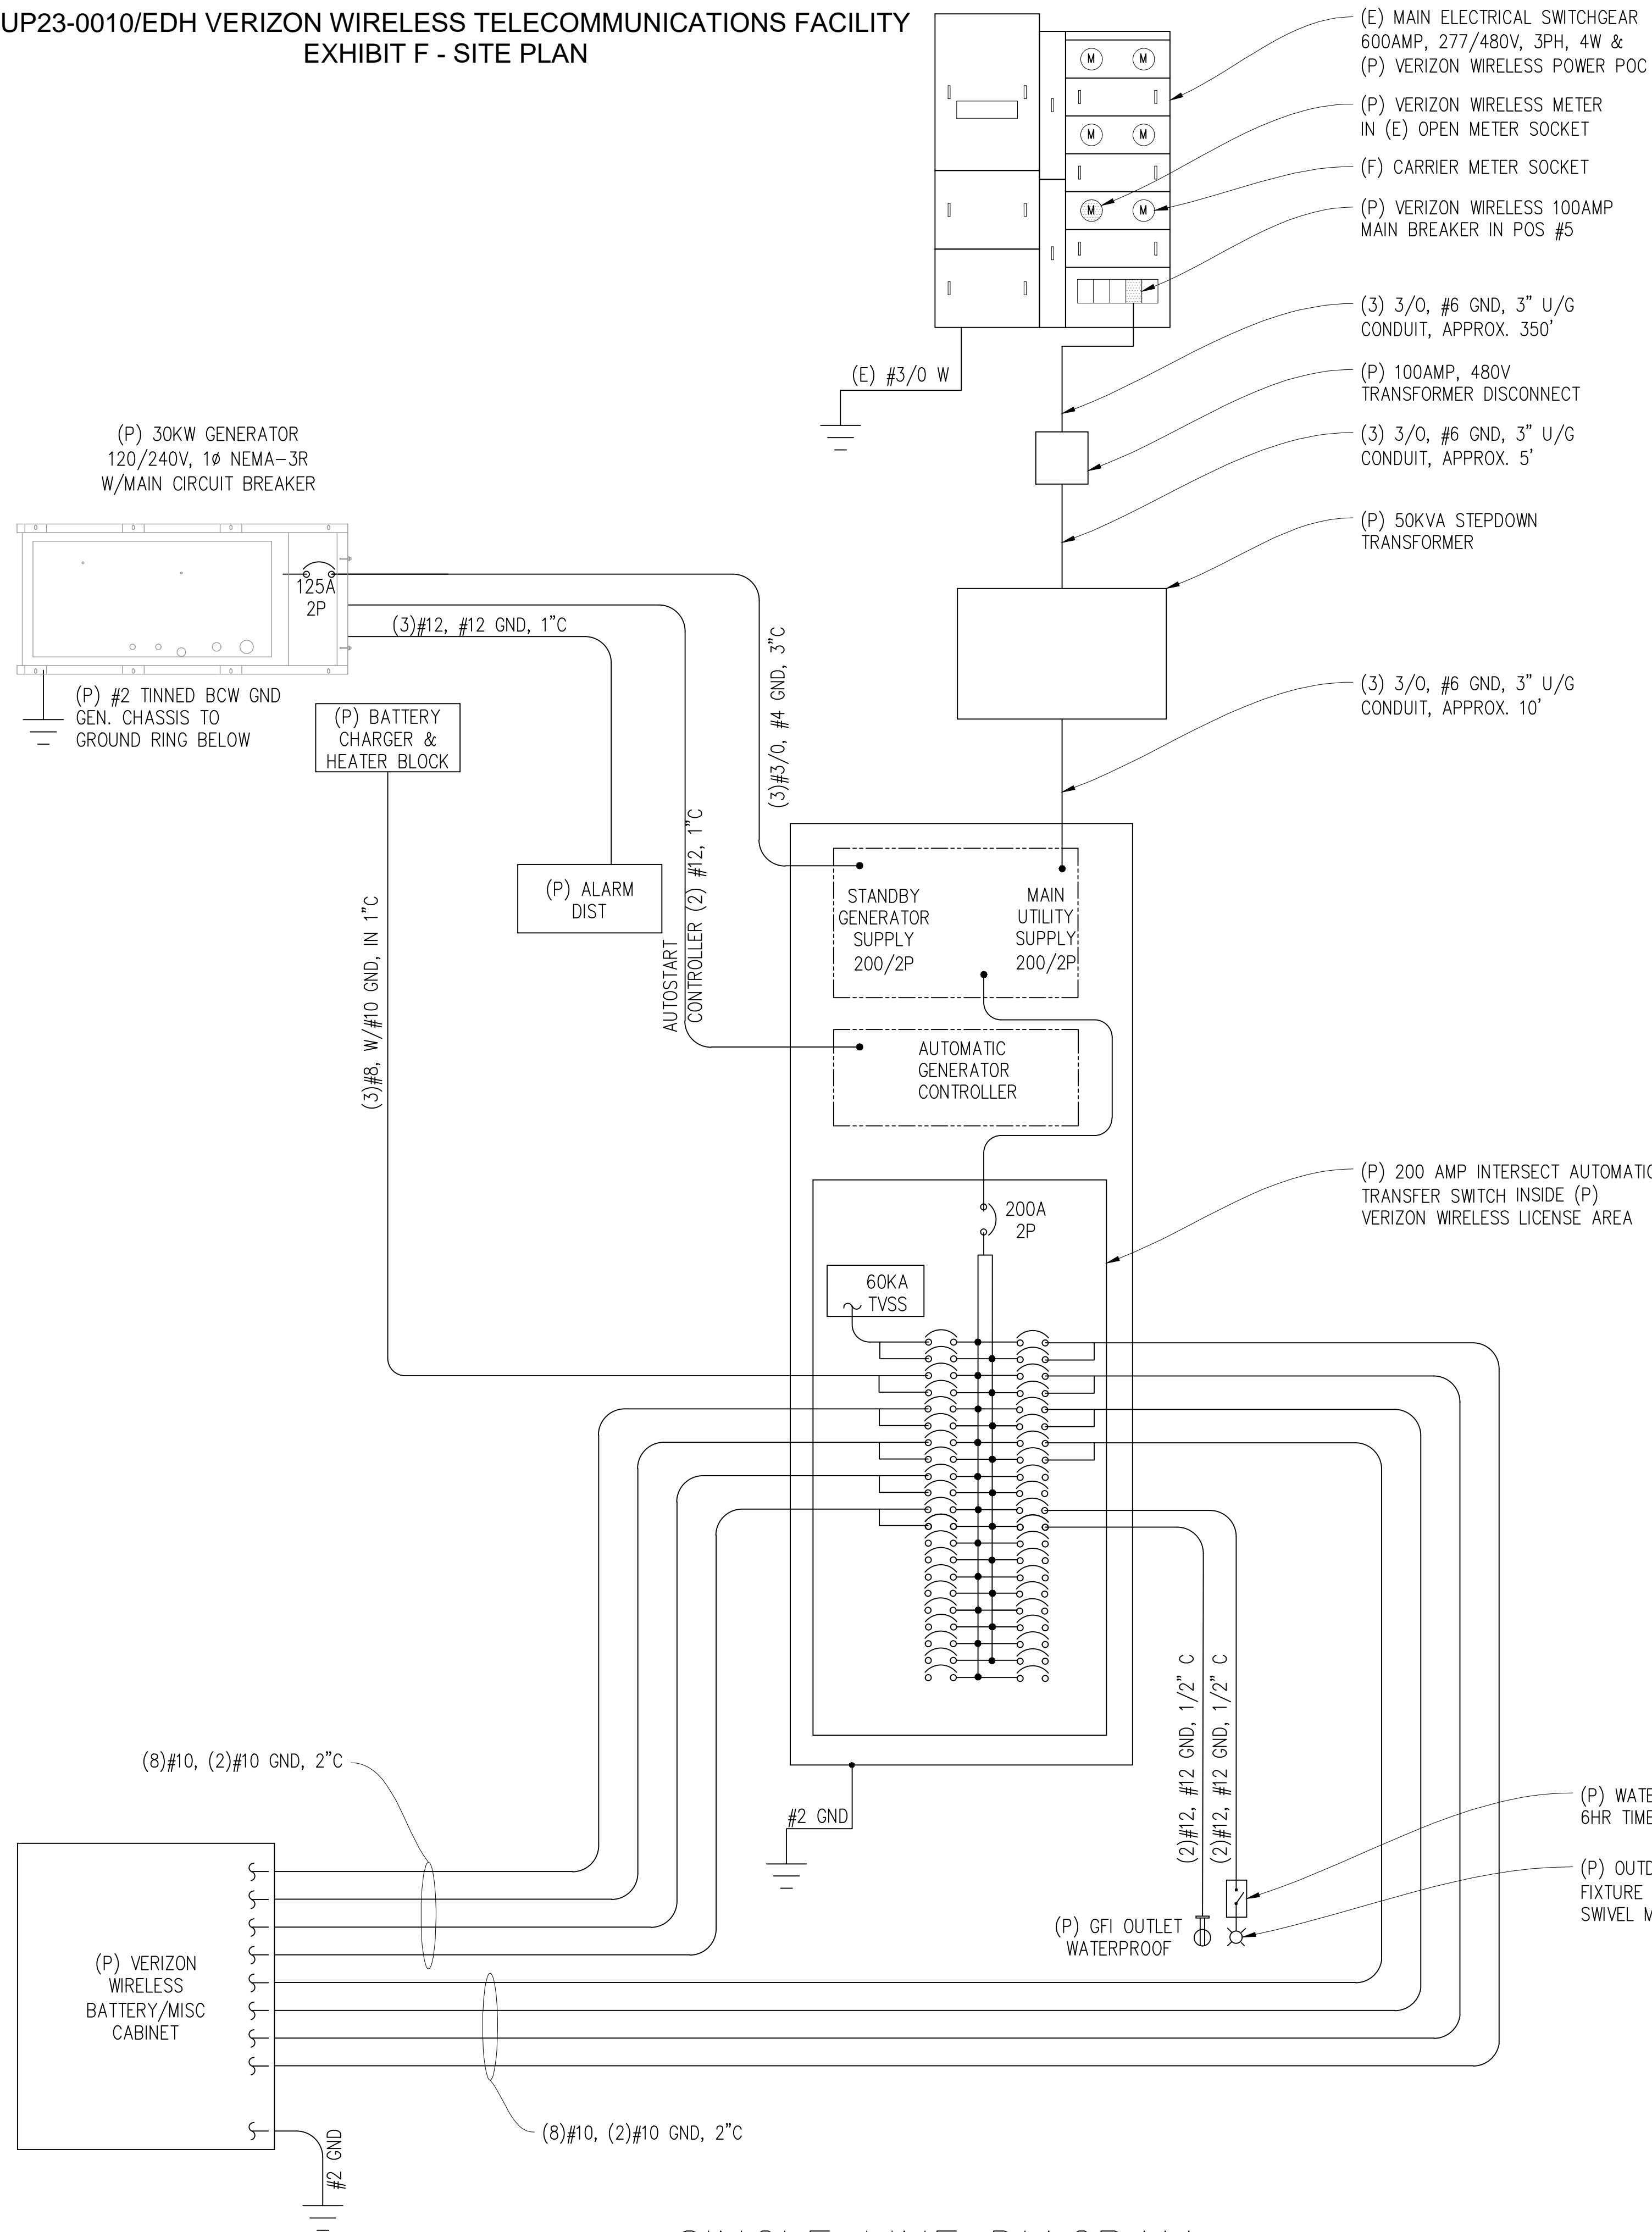 UP23-0010/EDH VERIZON WIRELESS TELECOMMUNICATIONS FACILITY
EXHIBIT F - SITE PLAN
(E) MAIN ELECTRICAL SWITCHGEAR
600AMP, 277/480V, 3PH, 4W &
(P) VERIZON WIRELESS POWER POC
M M
(P) VERIZON WIRELESS METER
IN (E) OPEN METER SOCKET
M M
(F) CARRIER METER SOCKET
M M
(P) VERIZON WIRELESS 100AMP
MAIN BREAKER IN POS #5
(3) 3/0, #6 GND, 3" U/G
CONDUIT, APPROX. 350'
(E) #3/0 W
(P) 100AMP, 480V
TRANSFORMER DISCONNECT
(3) 3/0, #6 GND, 3" U/G
CONDUIT, APPROX. 5'
(P) 30KW GENERATOR
120/240V, 1ø NEMA-3R
W/MAIN CIRCUIT BREAKER
(P) 50KVA STEPDOWN
TRANSFORMER
125A
2P
(3)#12, #12 GND, 1"C
(3)#3/0, #4 GND, 3"C
(P) #2 TINNED BCW GND
GEN. CHASSIS TO
GROUND RING BELOW
(P) BATTERY
CHARGER &
HEATER BLOCK
(3) 3/0, #6 GND, 3" U/G
CONDUIT, APPROX. 10'
(P) ALARM
DIST
AUTOSTART
CONTROLLER (2) #12, 1"C
(3)#8, W/#10 GND, IN 1"C
STANDBY
GENERATOR
SUPPLY
200/2P
MAIN
UTILITY
SUPPLY
200/2P
AUTOMATIC
GENERATOR
CONTROLLER
(P) 200 AMP INTERSECT AUTOMATIC
TRANSFER SWITCH INSIDE (P)
VERIZON WIRELESS LICENSE AREA
200A
2P
60KA
TVSS
(2)#12, #12 GND, 1/2" C
(2)#12, #12 GND, 1/2" C
(8)#10, (2)#10 GND, 2"C
#2 GND
(P) WATE
6HR TIME
(P) OUTD
FIXTURE
SWIVEL M
(P) GFI OUTLET
WATERPROOF
(P) VERIZON
WIRELESS
BATTERY/MISC
CABINET
(8)#10, (2)#10 GND, 2"C
#2 GND